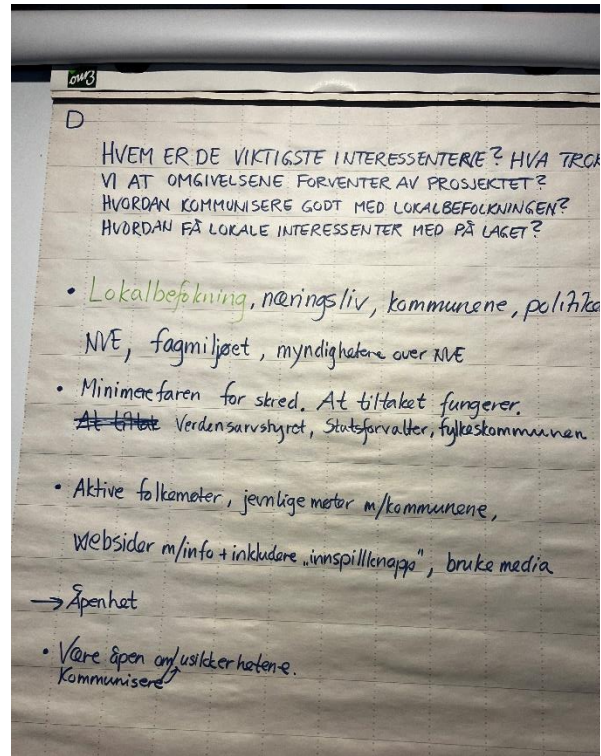 D
HVEM ER DE VIKTIGSTE INTERESSENTENE? HVA TROR
VI AT OMGIVELSENE FORVENTER AV PROSJEKTET?
HVORDAN KOMMUNISERE GODT MED LOKALBEFOLKNINGEN?
HVORDAN FÅ LOKALE INTERESSENTER MED PÅ LAGET?
• Lokalbefolkning, næringsliv, kommunene,
NVE, fagmiljøet, myndighetene over NVE
• Minimere faren for skred. At tiltaket fungerer.
At tiltak Verdensarvstyret, Statsforvalter, fylkeskommunen
• Aktive folkemøter, jevnlige møter m/kommunene,
websider m/info + inkludere „innspillknapp", bruke media
→ Åpenhet
• Være åpen om/usikkerhetene.
Kommunisere